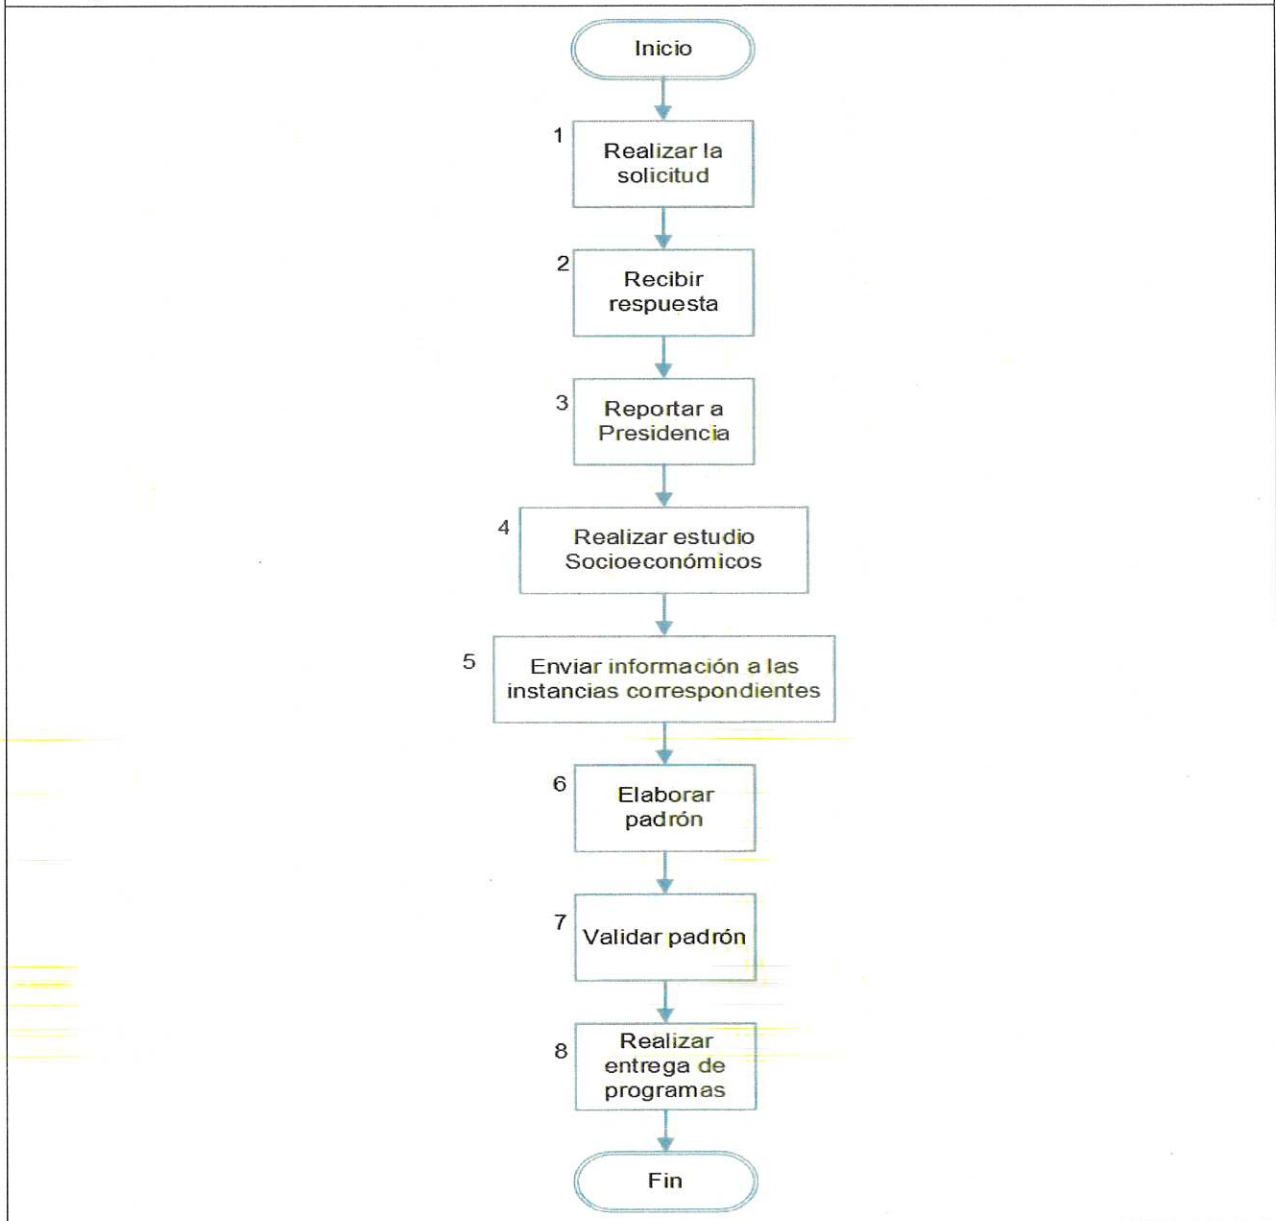 Inicio
1
Realizar la
solicitud
2
Recibir
respuesta
3
Reportar a
Presidencia
4
Realizar estudio
Socioeconómicos
5
Enviar información a las
instancias correspondientes
6
Elaborar
padrón
7
Validar padrón
8
Realizar
entrega de
programas
Fin